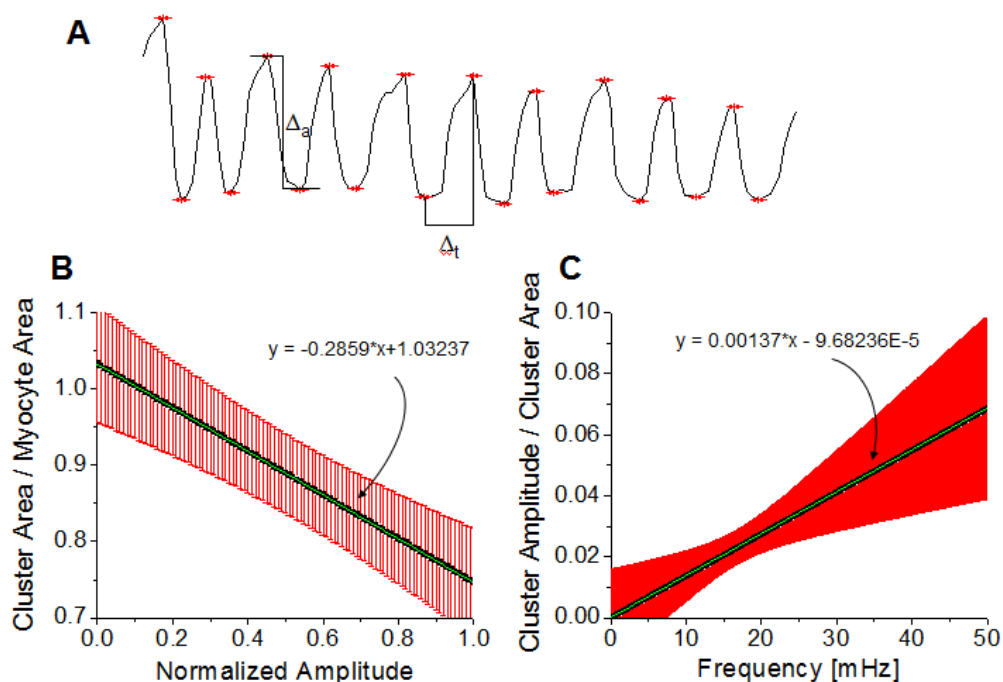 A
Δa
Δt
B
Cluster Area / Myocyte Area
1.1
1.0
0.9
0.8
0.7
y = -0.2859*x+1.03237
0.0 0.2 0.4 0.6 0.8 1.0
Normalized Amplitude
C
Cluster Amplitude / Cluster Area
0.10
0.08
0.06
0.04
0.02
0.00
y = 0.00137*x - 9.68236E-5
0 10 20 30 40 50
Frequency [mHz]